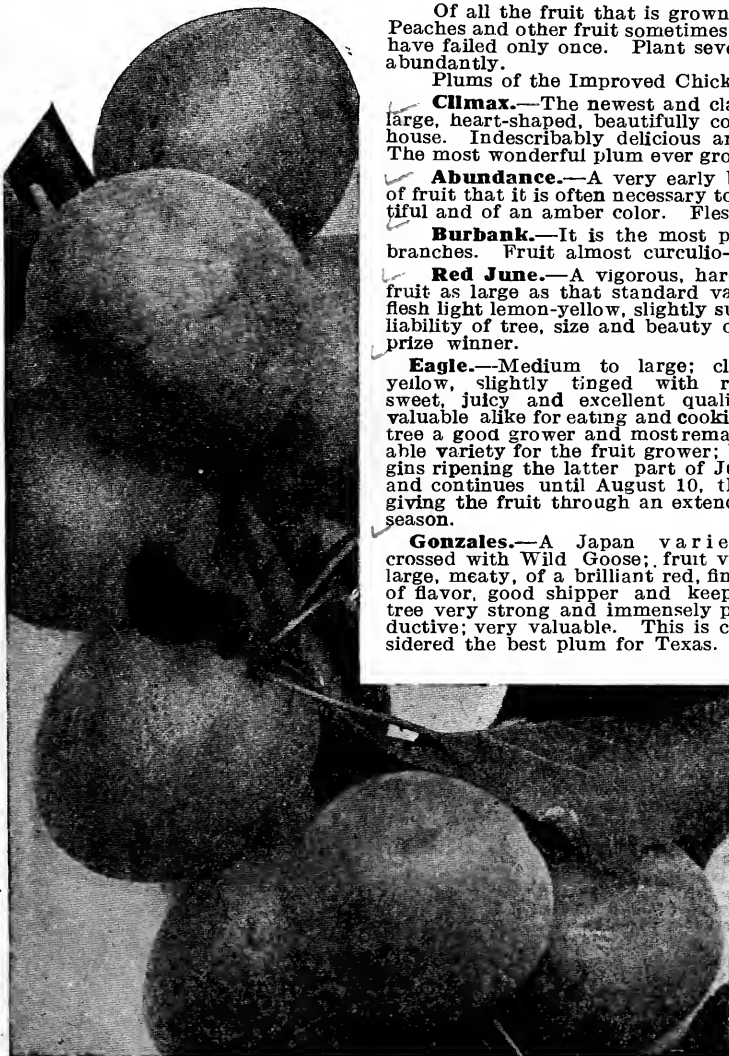 Of all the fruit that is grown
Peaches and other fruit sometimes
have failed only once. Plant seve
abundantly.
Plums of the Improved Chick
Climax.—The newest and cla
large, heart-shaped, beautifully co
house. Indescribably delicious ar
The most wonderful plum ever gro
Abundance.—A very early
of fruit that it is often necessary to
tiful and of an amber color. Fles
Burbank.—It is the most p
branches. Fruit almost curculio-
Red June.—A vigorous, har
fruit as large as that standard va
flesh light lemon-yellow, slightly su
liability of tree, size and beauty o
prize winner.
Eagle.—Medium to large; cl
yellow, slightly tinged with r
sweet, juicy and excellent quali
valuable alike for eating and cooki
tree a good grower and most rema
able variety for the fruit grower;
gins ripening the latter part of Ju
and continues until August 10, th
giving the fruit through an extend
season.
Gonzales.—A Japan varie
crossed with Wild Goose; fruit v
large, meaty, of a brilliant red, fin
of flavor, good shipper and keep
tree very strong and immensely p
ductive; very valuable. This is c
sidered the best plum for Texas.